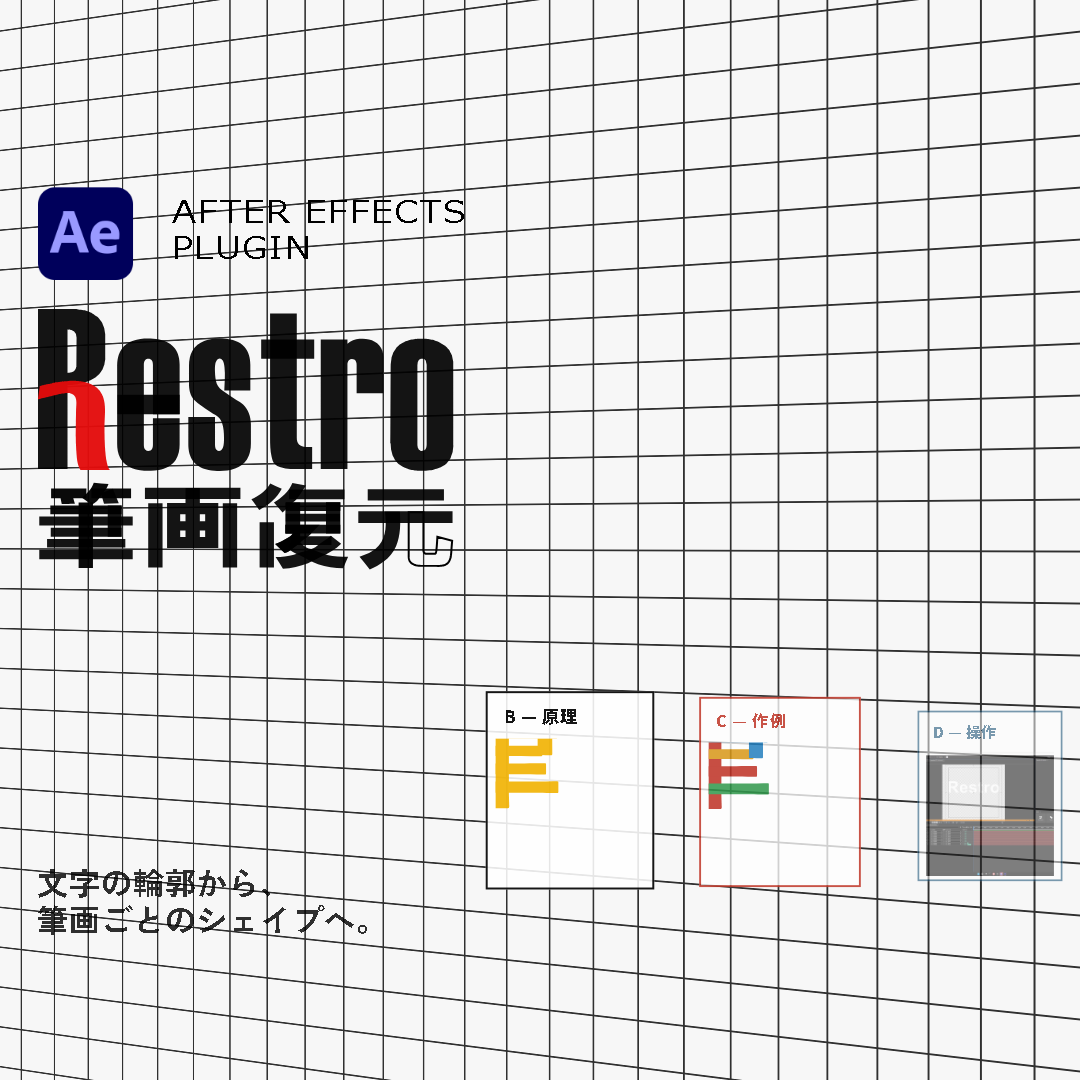 Ae
AFTER EFFECTS
PLUGIN
Restro
筆画復元
B — 原理
C — 作例
D — 操作
Restro
文字の輪郭から、
筆画ごとのシェイプへ。